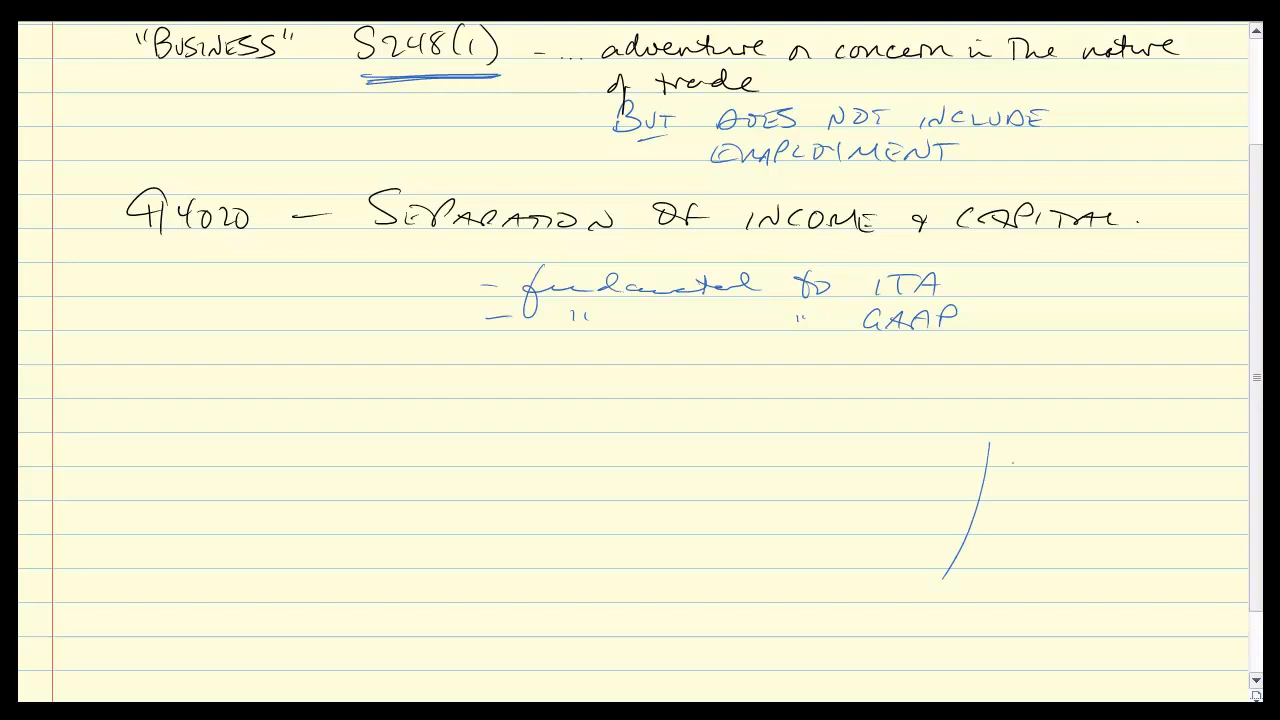 "BUSINESS" S248(1) - ... adventure or concern in the nature
of trade
BUT DOES NOT INCLUDE
EMPLOYMENT
¶4020 - SEPARATION OF INCOME & CAPITAL.
- fundamental to ITA
- " " GAAP